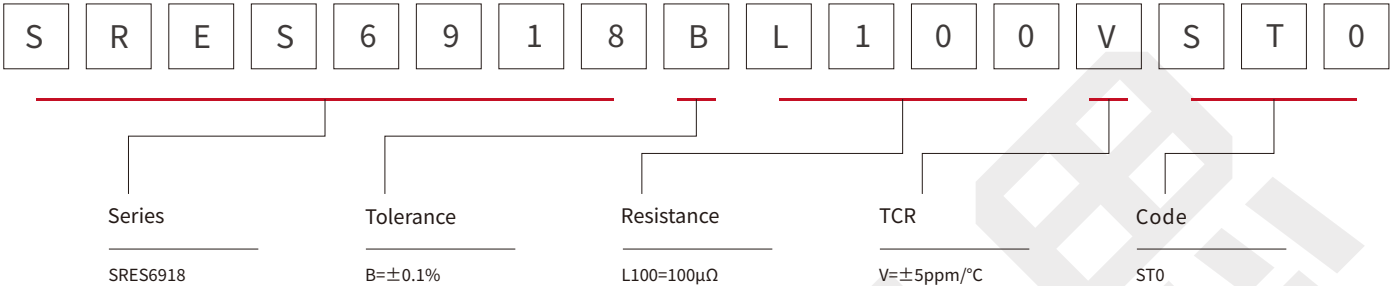 S R E S 6 9 1 8 B L 1 0 0 V S T 0
Series Tolerance Resistance TCR Code
SRES6918 B=±0.1% L100=100μΩ V=±5ppm/°C ST0